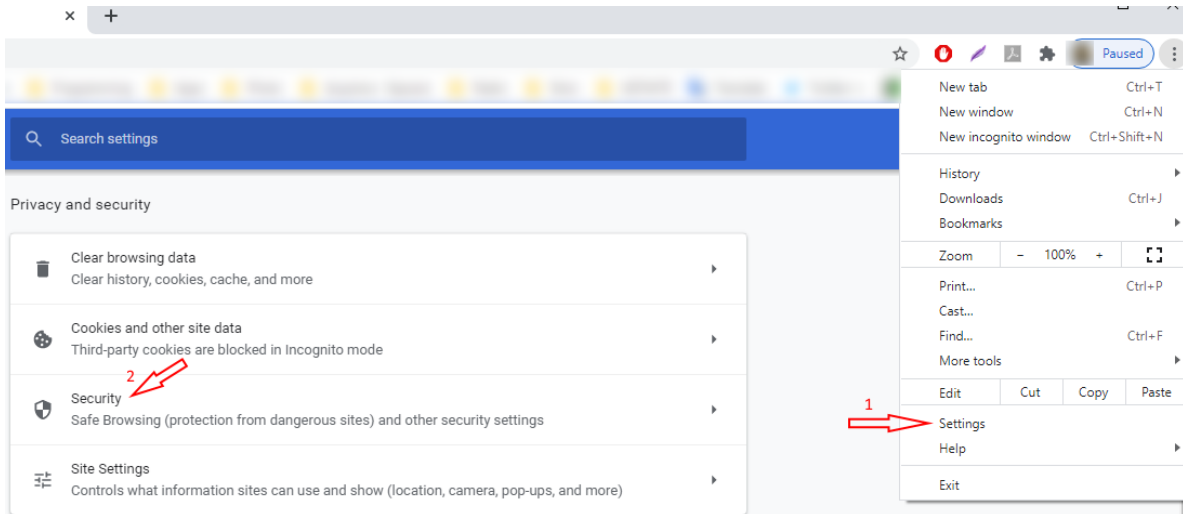 Paused
Search settings
Privacy and security
Clear browsing data
Clear history, cookies, cache, and more
Cookies and other site data
Third-party cookies are blocked in Incognito mode
2
Security
Safe Browsing (protection from dangerous sites) and other security settings
Site Settings
Controls what information sites can use and show (location, camera, pop-ups, and more)
New tab Ctrl+T
New window Ctrl+N
New incognito window Ctrl+Shift+N
History
Downloads Ctrl+J
Bookmarks
Zoom - 100% +
Print... Ctrl+P
Cast...
Find... Ctrl+F
More tools
Edit Cut Copy Paste
1
Settings
Help
Exit